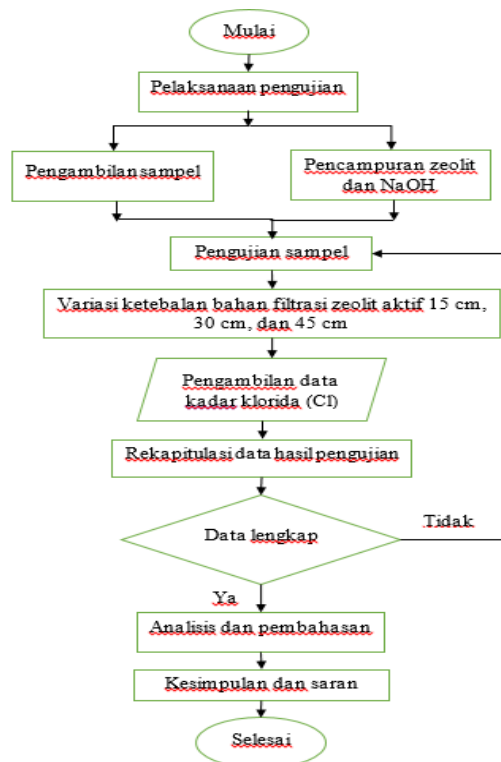 Mulai
Pelaksanaan pengujian
Pengambilan sampel
Pencampuran zeolit
dan NaOH
Pengujian sampel
Variasi ketebalan bahan filtrasi zeolit aktif 15 cm,
30 cm, dan 45 cm
Pengambilan data
kadar klorida (Cl)
Rekapitulasi data hasil pengujian
Data lengkap
Tidak
Ya
Analisis dan pembahasan
Kesimpulan dan saran
Selesai